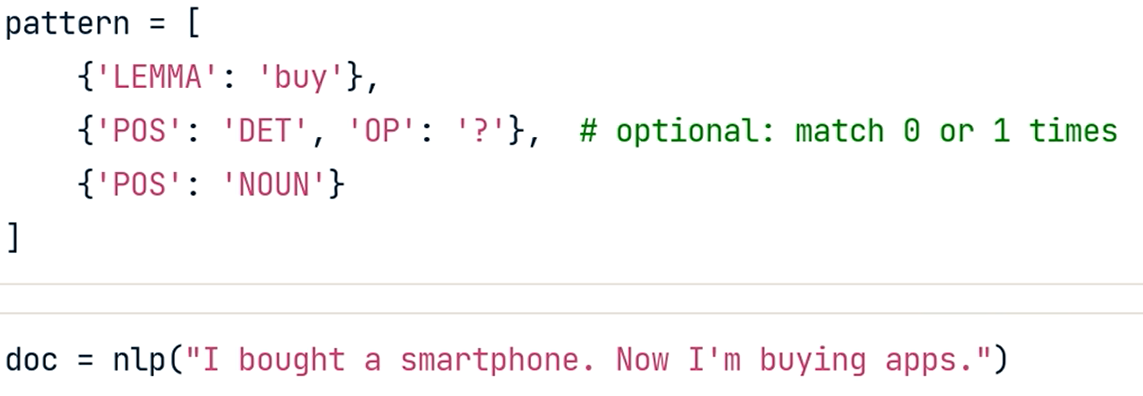 pattern = [
    {'LEMMA': 'buy'},
    {'POS': 'DET', 'OP': '?'},  # optional: match 0 or 1 times
    {'POS': 'NOUN'}
]
doc = nlp("I bought a smartphone. Now I'm buying apps.")